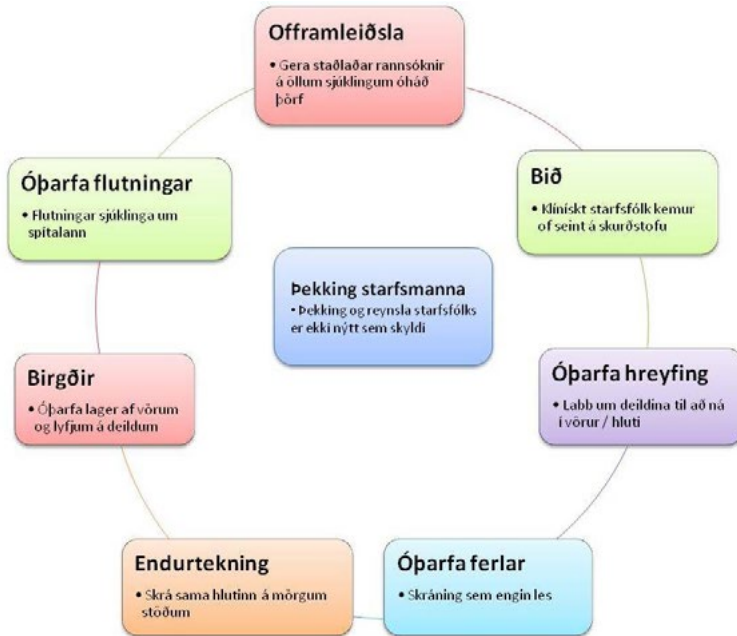 Offramleiðsla
• Gera staðlaðar rannsóknir
á öllum sjúklingum óháð
þörf
Bið
• Klínískt starfsfólk kemur
of seint á skurðstofu
Óþarfa hreyfing
• Labb um deildina til að ná
í vörur / hluti
Óþarfa ferlar
• Skráning sem engin les
Endurtekning
• Skrá sama hlutinn á mörgum
stöðum
Birgðir
• Óþarfa lager af vörum
og lyfjum á deildum
Óþarfa flutningar
• Flutningar sjúklinga um
spítalann
Þekking starfsmanna
• Þekking og reynsla starfsfólks
er ekki nýtt sem skyldi